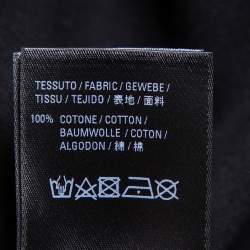 TESSUTO / FABRIC / GEWEBE /
TISSU / TEJIDO / 表地 / 面料
100% COTONE / COTTON /
BAUMWOLLE / COTON /
ALGODON / 綿 / 棉